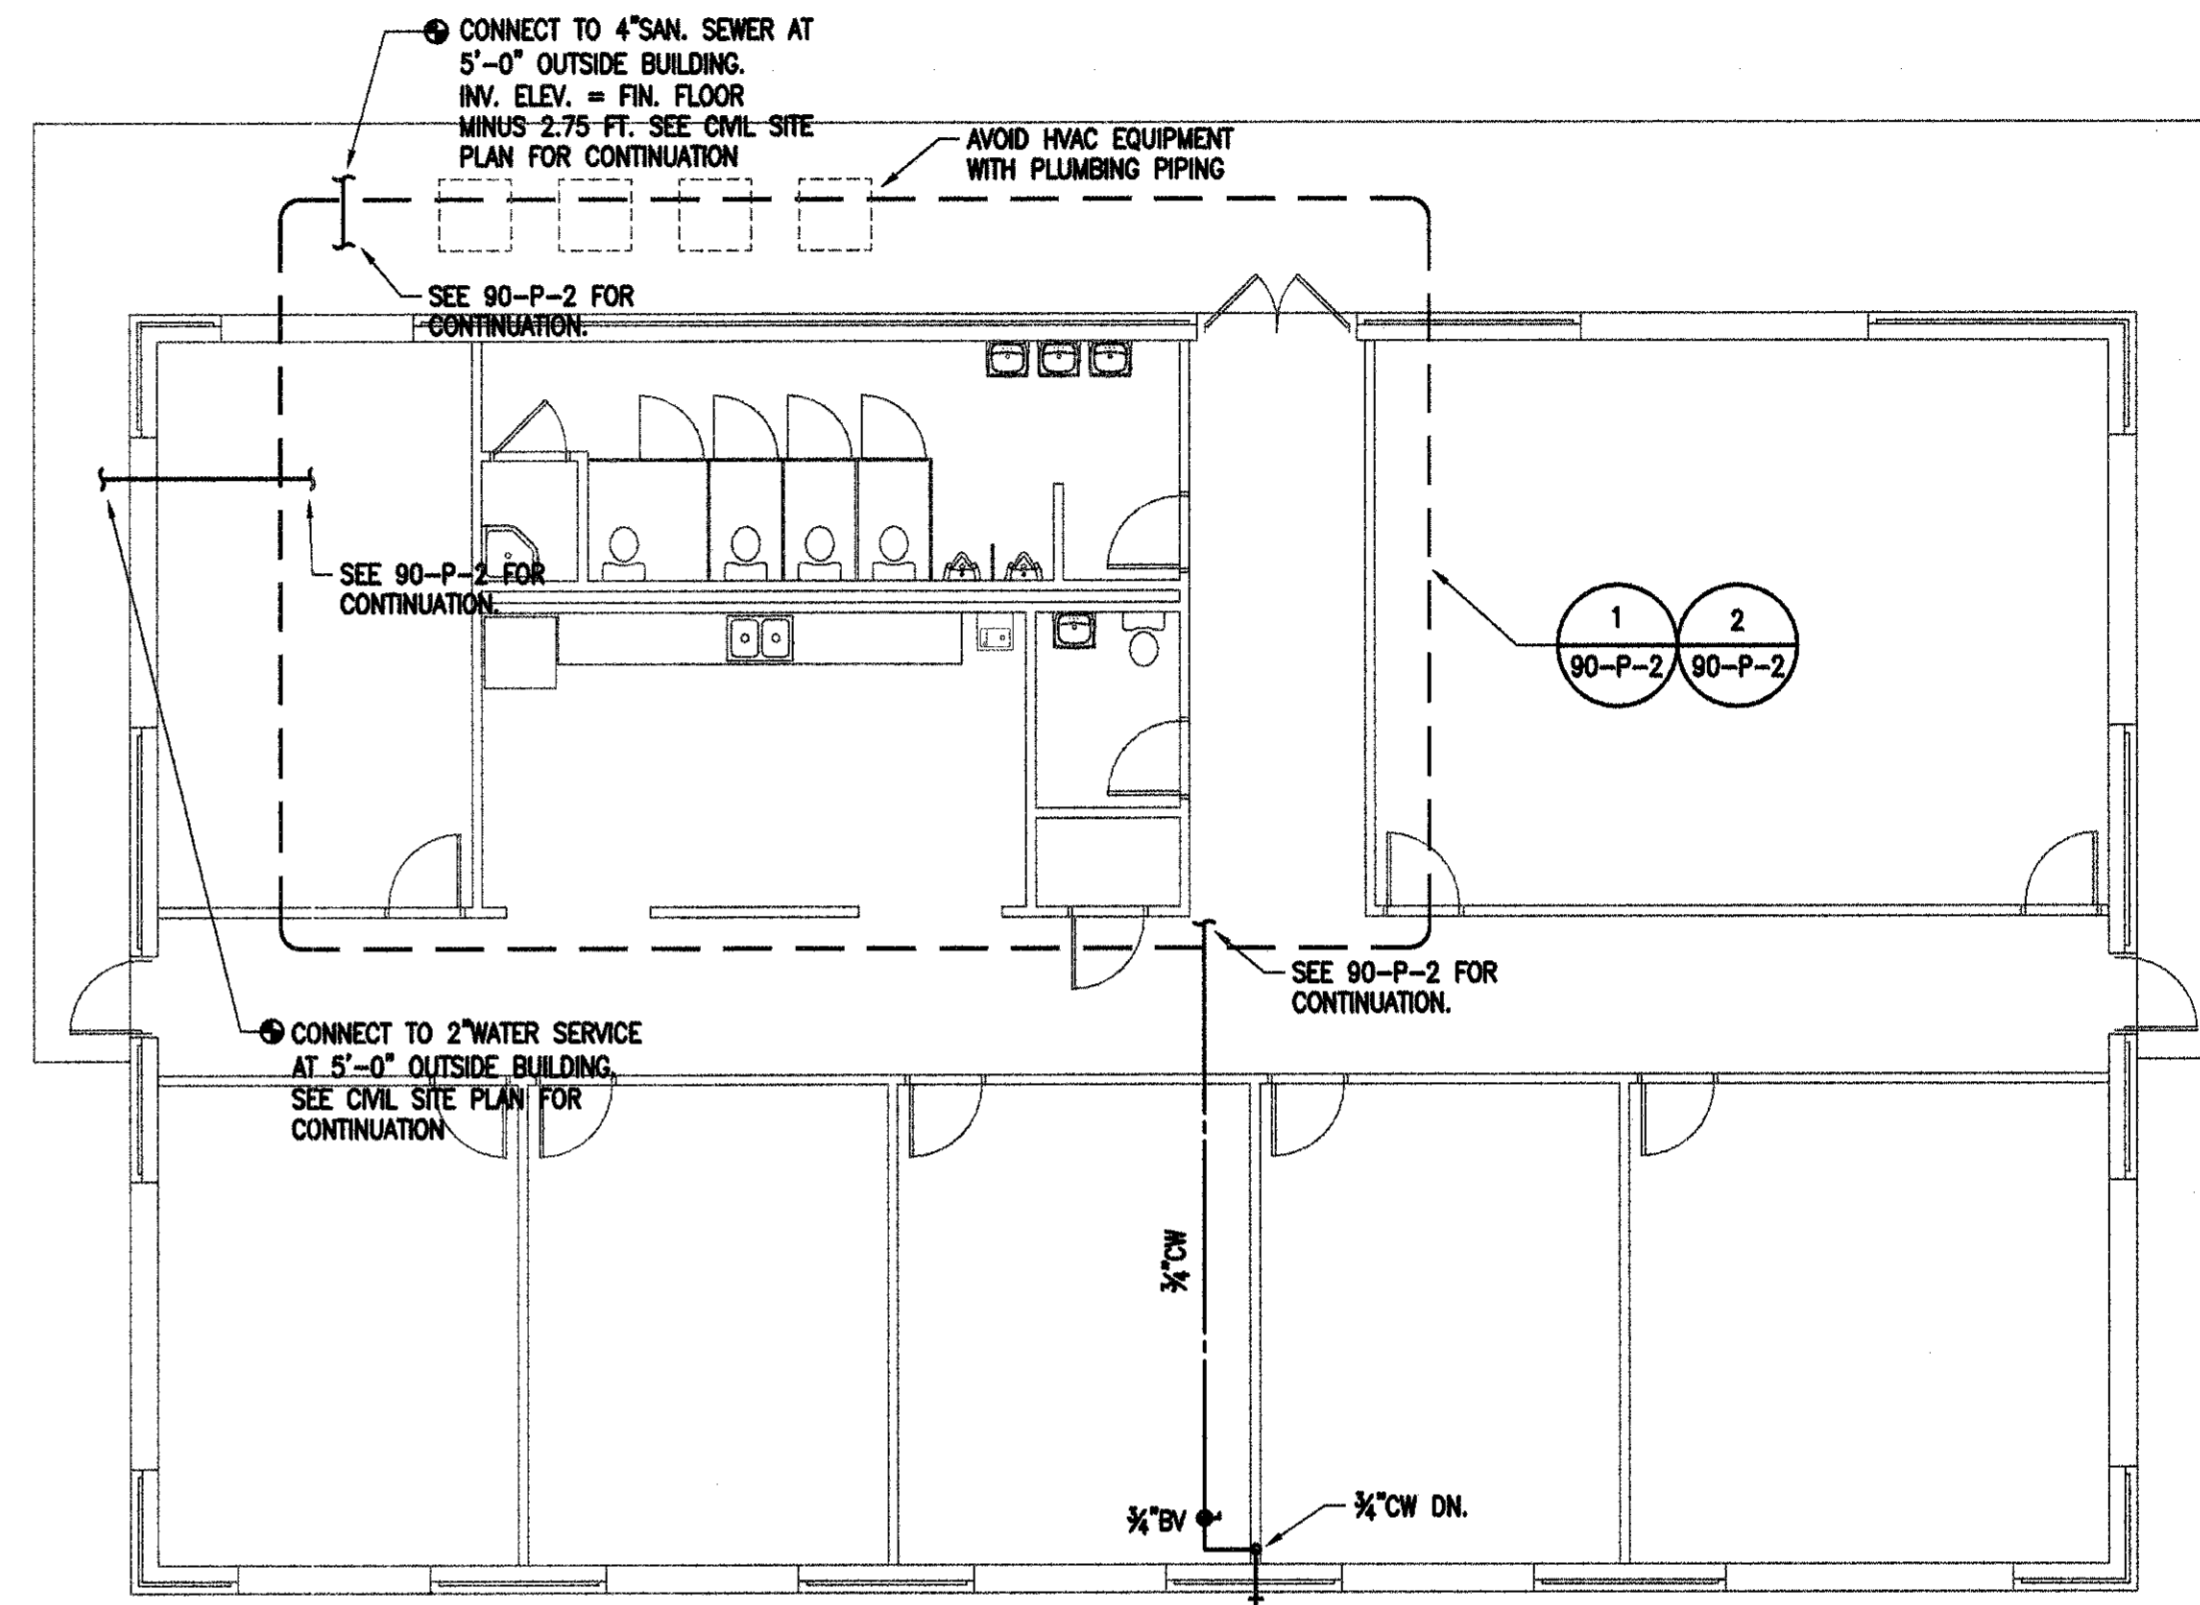 CONNECT TO 4"SAN. SEWER AT
5'-0" OUTSIDE BUILDING.
INV. ELEV. = FIN. FLOOR
MINUS 2.75 FT. SEE CIVIL SITE
PLAN FOR CONTINUATION
AVOID HVAC EQUIPMENT
WITH PLUMBING PIPING
SEE 90-P-2 FOR
CONTINUATION.
SEE 90-P-2 FOR
CONTINUATION.
1
90-P-2
2
90-P-2
SEE 90-P-2 FOR
CONTINUATION.
CONNECT TO 2"WATER SERVICE
AT 5'-0" OUTSIDE BUILDING.
SEE CIVIL SITE PLAN FOR
CONTINUATION
¾"CW
¾"BV
¾"CW DN.